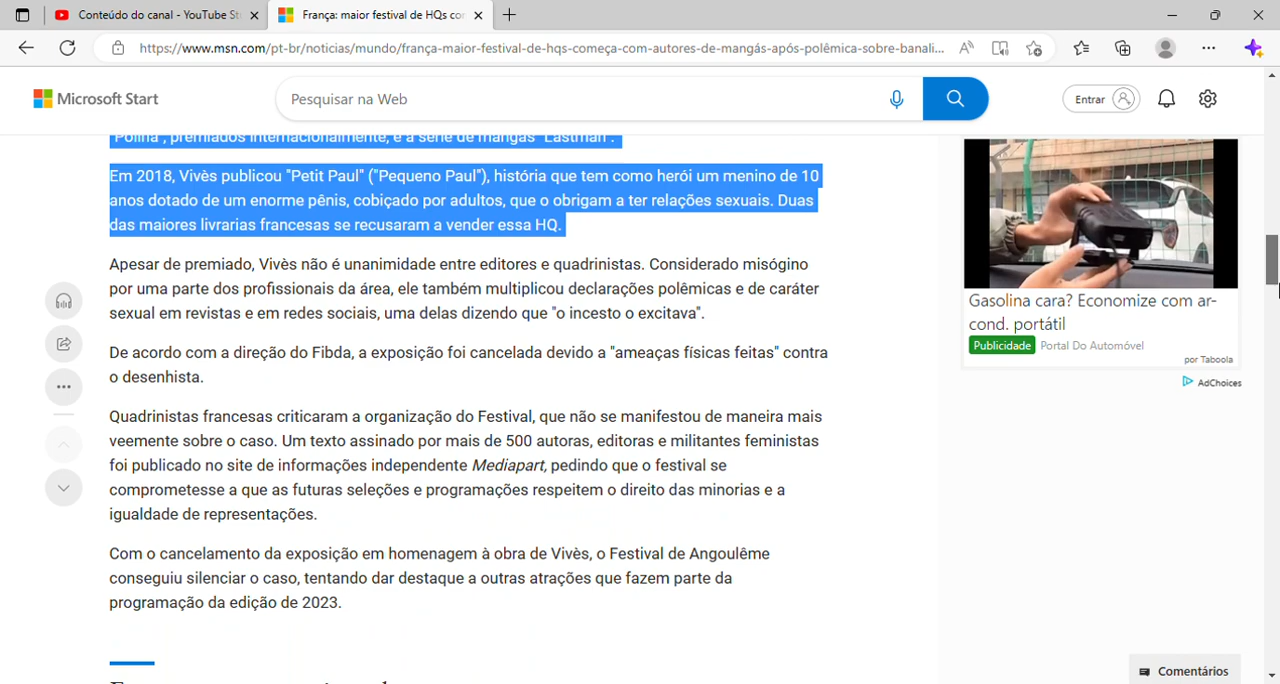 Conteúdo do canal - YouTube St
França: maior festival de HQs cor
https://www.msn.com/pt-br/noticias/mundo/frança-maior-festival-de-hqs-começa-com-autores-de-mangás-após-polêmica-sobre-banali...
Microsoft Start
Pesquisar na Web
Entrar
"Polina", premiados internacionalmente, e a série de mangás "Lastman".
Em 2018, Vivès publicou "Petit Paul" ("Pequeno Paul"), história que tem como herói um menino de 10
anos dotado de um enorme pênis, cobiçado por adultos, que o obrigam a ter relações sexuais. Duas
das maiores livrarias francesas se recusaram a vender essa HQ.
Apesar de premiado, Vivès não é unanimidade entre editores e quadrinistas. Considerado misógino
por uma parte dos profissionais da área, ele também multiplicou declarações polêmicas e de caráter
sexual em revistas e em redes sociais, uma delas dizendo que "o incesto o excitava".
De acordo com a direção do Fibda, a exposição foi cancelada devido a "ameaças físicas feitas" contra
o desenhista.
Quadrinistas francesas criticaram a organização do Festival, que não se manifestou de maneira mais
veemente sobre o caso. Um texto assinado por mais de 500 autoras, editoras e militantes feministas
foi publicado no site de informações independente Mediapart, pedindo que o festival se
comprometesse a que as futuras seleções e programações respeitem o direito das minorias e a
igualdade de representações.
Com o cancelamento da exposição em homenagem à obra de Vivès, o Festival de Angoulême
conseguiu silenciar o caso, tentando dar destaque a outras atrações que fazem parte da
programação da edição de 2023.
Gasolina cara? Economize com ar-
cond. portátil
Publicidade Portal Do Automóvel
por Taboola
AdChoices
Comentários